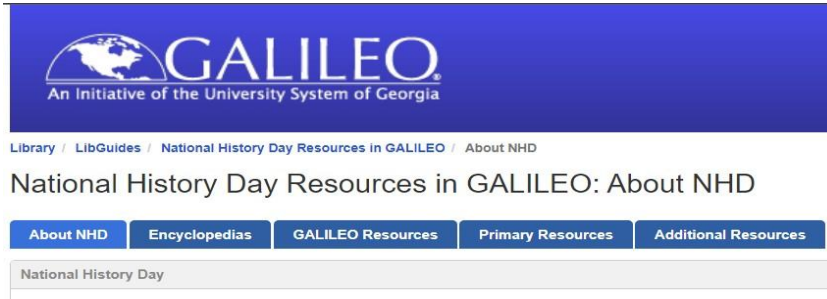 GALILEO®
An Initiative of the University System of Georgia
Library / LibGuides / National History Day Resources in GALILEO / About NHD
National History Day Resources in GALILEO: About NHD
About NHD Encyclopedias GALILEO Resources Primary Resources Additional Resources
National History Day